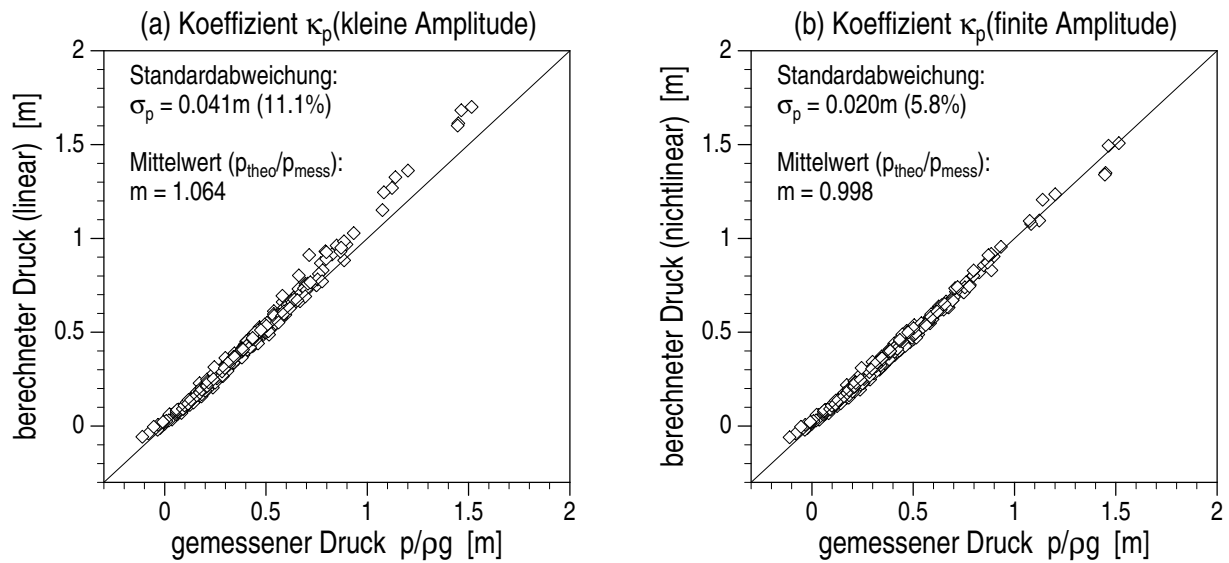 (a) Koeffizient κp(kleine Amplitude)
2
1.5
1
0.5
0
Standardabweichung:
σp = 0.041m (11.1%)
Mittelwert (ptheo/pmess):
m = 1.064
berechneter Druck (linear) [m]
0 0.5 1 1.5 2
gemessener Druck p/ρg [m]
(b) Koeffizient κp(finite Amplitude)
2
1.5
1
0.5
0
Standardabweichung:
σp = 0.020m (5.8%)
Mittelwert (ptheo/pmess):
m = 0.998
berechneter Druck (nichtlinear) [m]
0 0.5 1 1.5 2
gemessener Druck p/ρg [m]